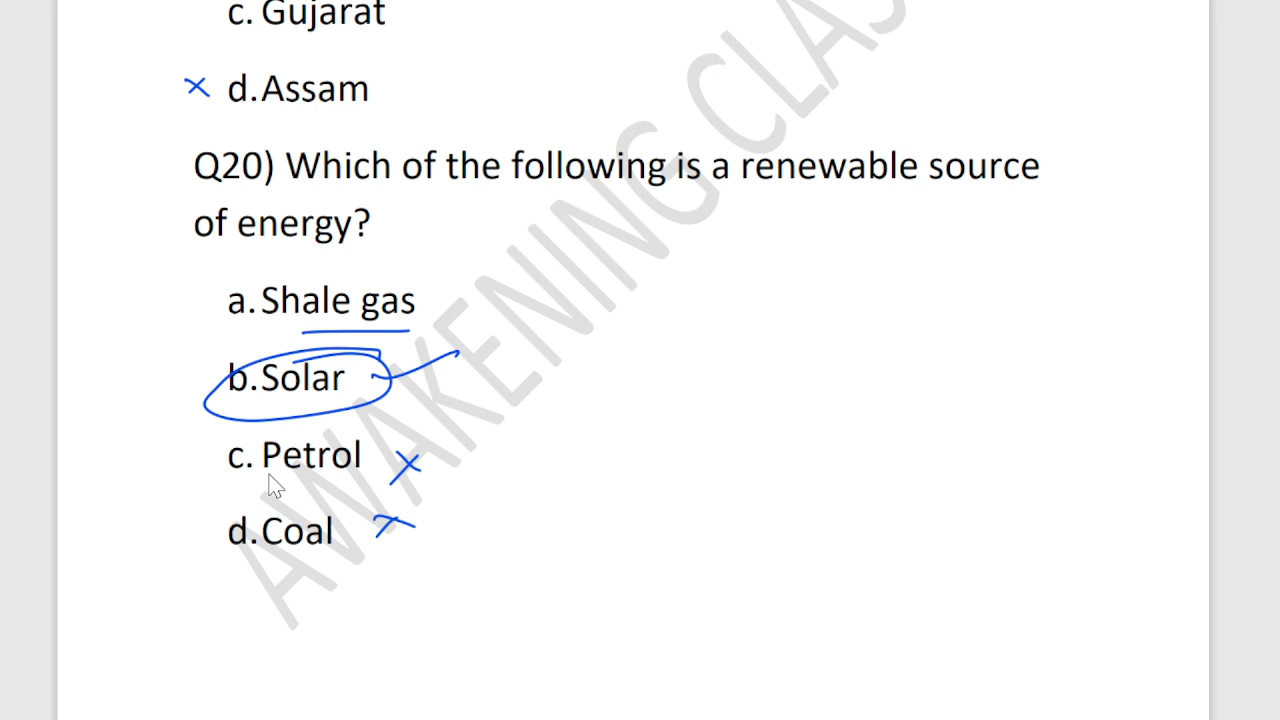 c. Gujarat
d. Assam
Q20) Which of the following is a renewable source
of energy?
a. Shale gas
b. Solar
c. Petrol
d. Coal
AWAKENING CLAS